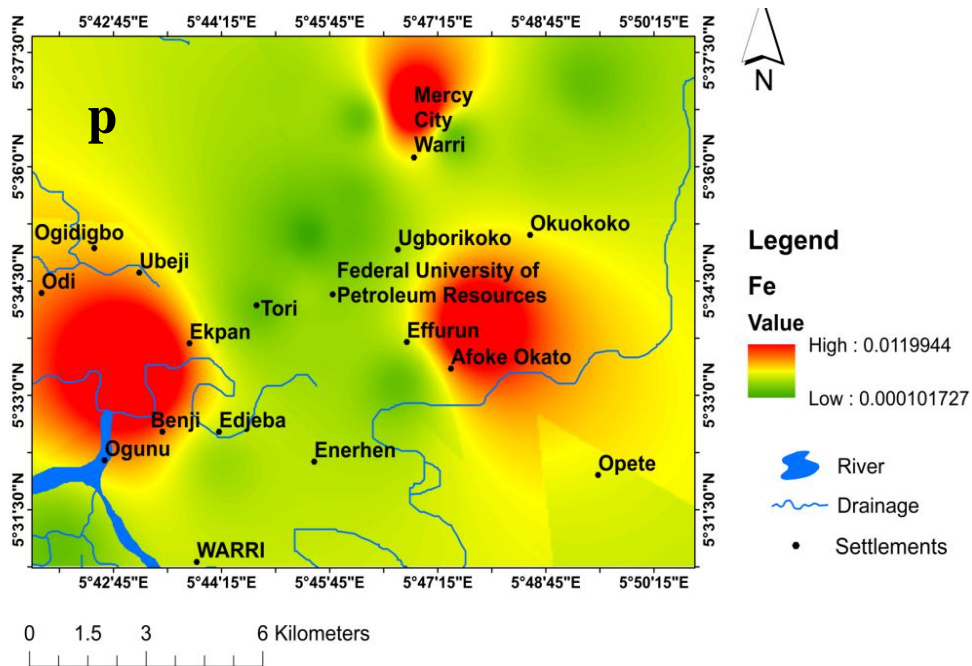 5°42'45"E 5°44'15"E 5°45'45"E 5°47'15"E 5°48'45"E 5°50'15"E
5°37'30"N
5°37'30"N
p
Mercy
City
Warri
N
5°36'0"N
5°36'0"N
Ogidigbo
Ubeji
Odi
Ugborikoko
Okuokoko
Federal University of
Petroleum Resources
Tori
5°34'30"N
5°34'30"N
Ekpan
Effurun
Afoke Okato
5°33'0"N
5°33'0"N
Benji
Edjeba
Ogunu
Enerhen
Opete
5°31'30"N
5°31'30"N
WARRI
5°42'45"E 5°44'15"E 5°45'45"E 5°47'15"E 5°48'45"E 5°50'15"E
Legend
Fe
Value
High : 0.0119944
Low : 0.000101727
River
Drainage
Settlements
0 1.5 3 6 Kilometers